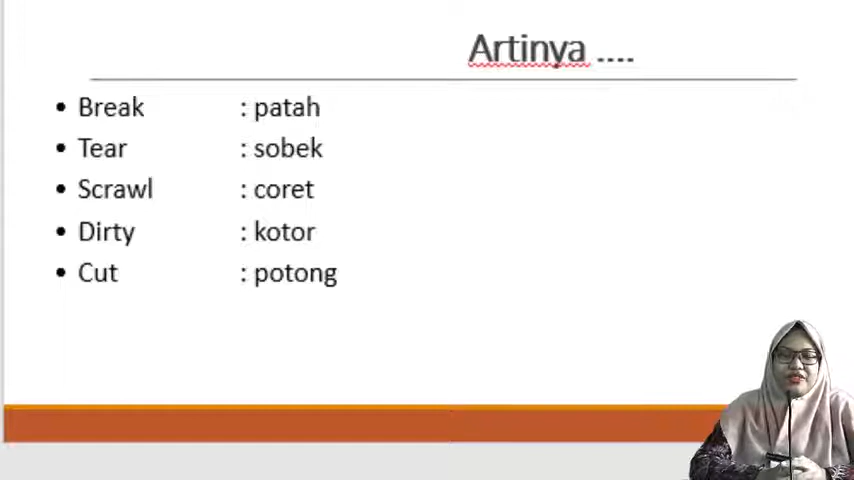 Artinya ....
• Break : patah
• Tear : sobek
• Scrawl : coret
• Dirty : kotor
• Cut : potong